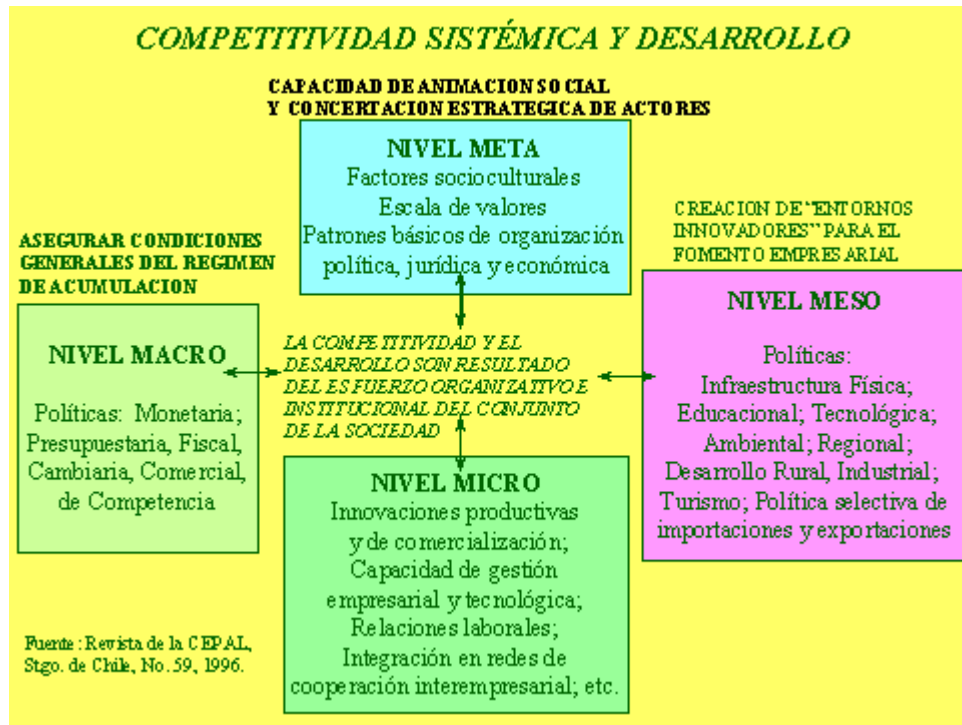 COMPETITIVIDAD SISTÉMICA Y DESARROLLO
CAPACIDAD DE ANIMACION SOCIAL
Y CONCERTACION ESTRATEGICA DE ACTORES
NIVEL META
Factores socioculturales
Escala de valores
Patrones básicos de organización
política, jurídica y económica
ASEGURAR CONDICIONES
GENERALES DEL REGIMEN
DE ACUMULACION
NIVEL MACRO
Políticas: Monetaria;
Presupuestaria, Fiscal,
Cambiaria, Comercial,
de Competencia
LA COMPETITIVIDAD Y EL
DESARROLLO SON RESULTADO
DEL ESFUERZO ORGANIZATIVO E
INSTITUCIONAL DEL CONJUNTO
DE LA SOCIEDAD
CREACION DE "ENTORNOS
INNOVADORES" PARA EL
FOMENTO EMPRESARIAL
NIVEL MESO
Políticas:
Infraestructura Física;
Educacional; Tecnológica;
Ambiental; Regional;
Desarrollo Rural, Industrial;
Turismo; Política selectiva de
importaciones y exportaciones
NIVEL MICRO
Innovaciones productivas
y de comercialización;
Capacidad de gestión
empresarial y tecnológica;
Relaciones laborales;
Integración en redes de
cooperación interempresarial; etc.
Fuente: Revista de la CEPAL,
Stgo. de Chile, No. 59, 1996.